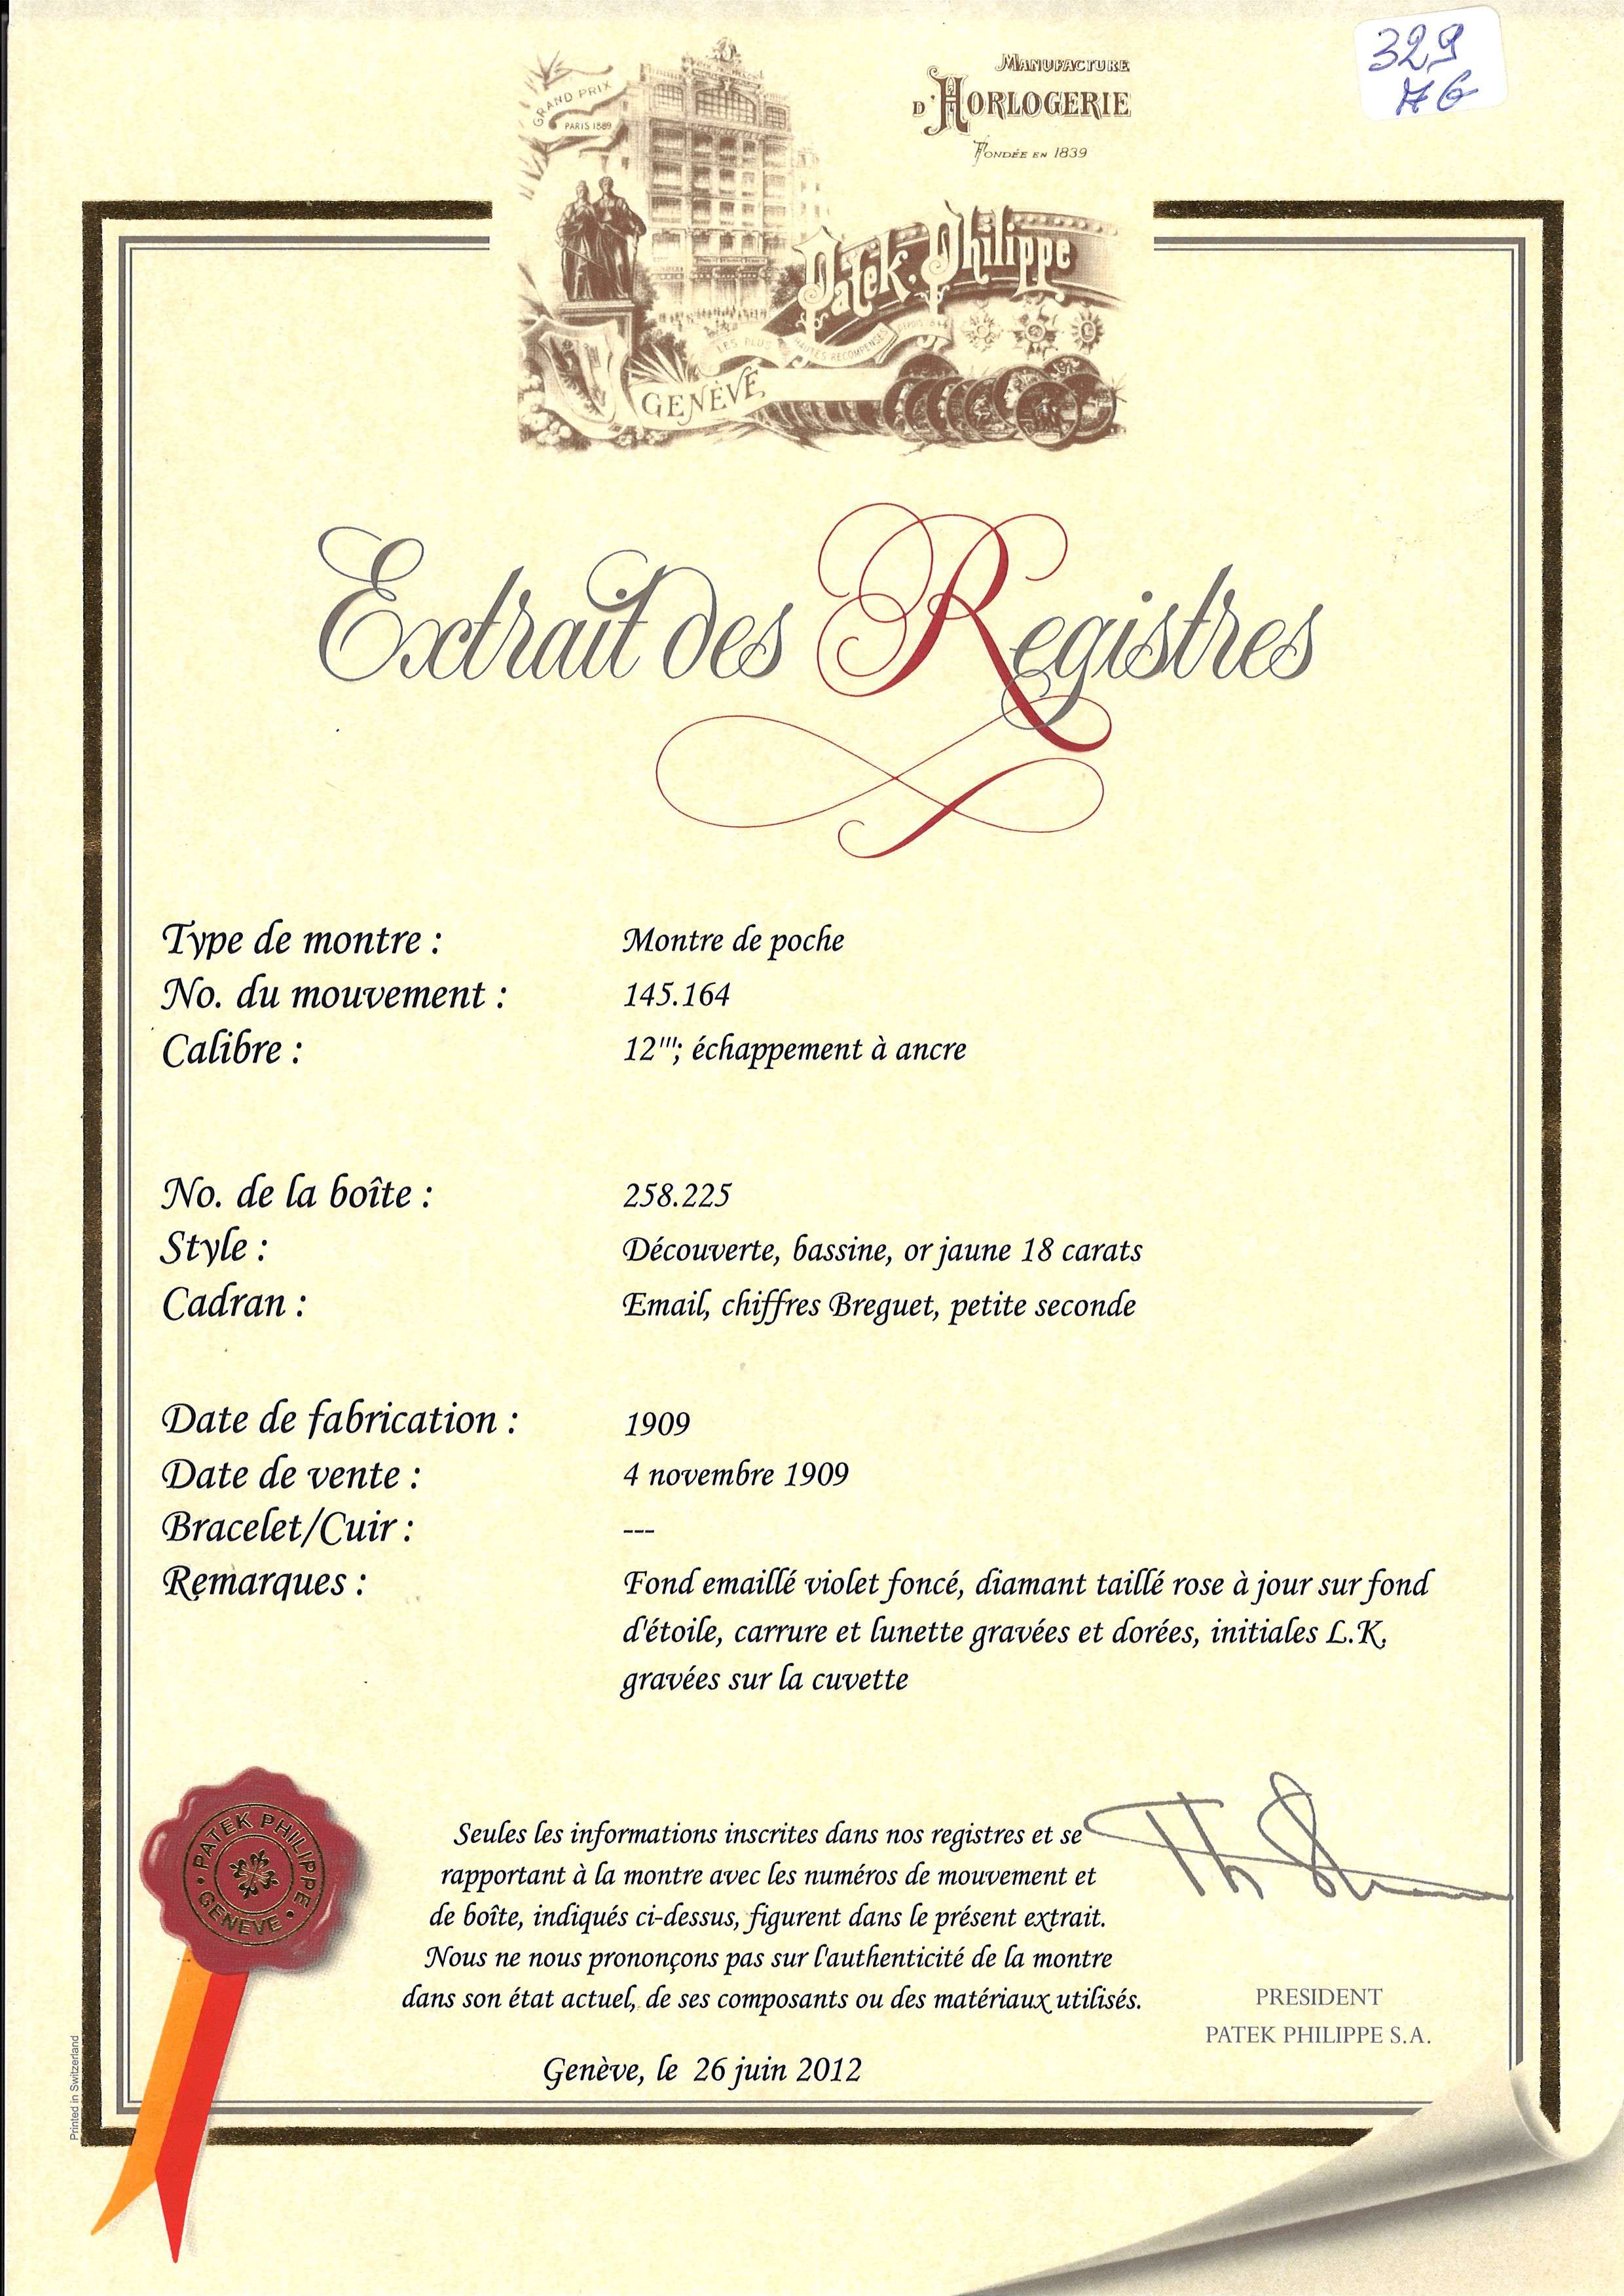 329
MANUFACTURE
D'HORLOGERIE
FONDÉE EN 1839
GRAND PRIX
PARIS 1889
Patek Philippe
LES PLUS HAUTES RECOMPENSES
GENÈVE
Extrait des Registres
Type de montre : Montre de poche
No. du mouvement : 145.164
Calibre : 12'''; échappement à ancre
No. de la boîte : 258.225
Style : Découverte, bassine, or jaune 18 carats
Cadran : Email, chiffres Breguet, petite seconde
Date de fabrication : 1909
Date de vente : 4 novembre 1909
Bracelet/Cuir : ---
Remarques : Fond emaillé violet foncé, diamant taillé rose à jour sur fond
d'étoile, carrure et lunette gravées et dorées, initiales L.K.
gravées sur la cuvette
PATEK PHILIPPE
GENEVE
Seules les informations inscrites dans nos registres et se
rapportant à la montre avec les numéros de mouvement et
de boîte, indiqués ci-dessus, figurent dans le présent extrait.
Nous ne nous prononçons pas sur l'authenticité de la montre
dans son état actuel, de ses composants ou des matériaux utilisés.
PRESIDENT
PATEK PHILIPPE S.A.
Genève, le 26 juin 2012
Printed in Switzerland